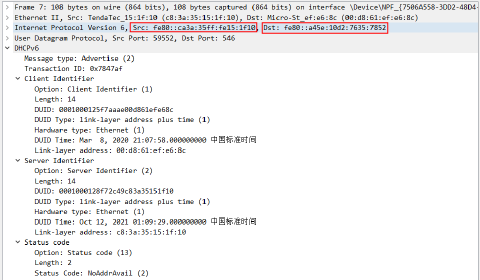 Frame 7: 108 bytes on wire (864 bits), 108 bytes captured (864 bits) on interface \Device\NPF_{7506A558-3DD2-48D4-
Ethernet II, Src: TendaTec_15:1f:10 (c8:3a:35:15:1f:10), Dst: Micro-St_ef:e6:8c (00:d8:61:ef:e6:8c)
Internet Protocol Version 6, Src: fe80::ca3a:35ff:fe15:1f10, Dst: fe80::a45e:10d2:7635:7852
User Datagram Protocol, Src Port: 59552, Dst Port: 546
DHCPv6
Message type: Advertise (2)
Transaction ID: 0x7847af
Client Identifier
Option: Client Identifier (1)
Length: 14
DUID: 0001000125f7aaae00d861efe68c
DUID Type: link-layer address plus time (1)
Hardware type: Ethernet (1)
DUID Time: Mar  8, 2020 21:07:58.000000000 中国标准时间
Link-layer address: 00:d8:61:ef:e6:8c
Server Identifier
Option: Server Identifier (2)
Length: 14
DUID: 0001000128f72c49c83a35151f10
DUID Type: link-layer address plus time (1)
Hardware type: Ethernet (1)
DUID Time: Oct 12, 2021 01:09:29.000000000 中国标准时间
Link-layer address: c8:3a:35:15:1f:10
Status code
Option: Status code (13)
Length: 2
Status Code: NoAddrAvail (2)